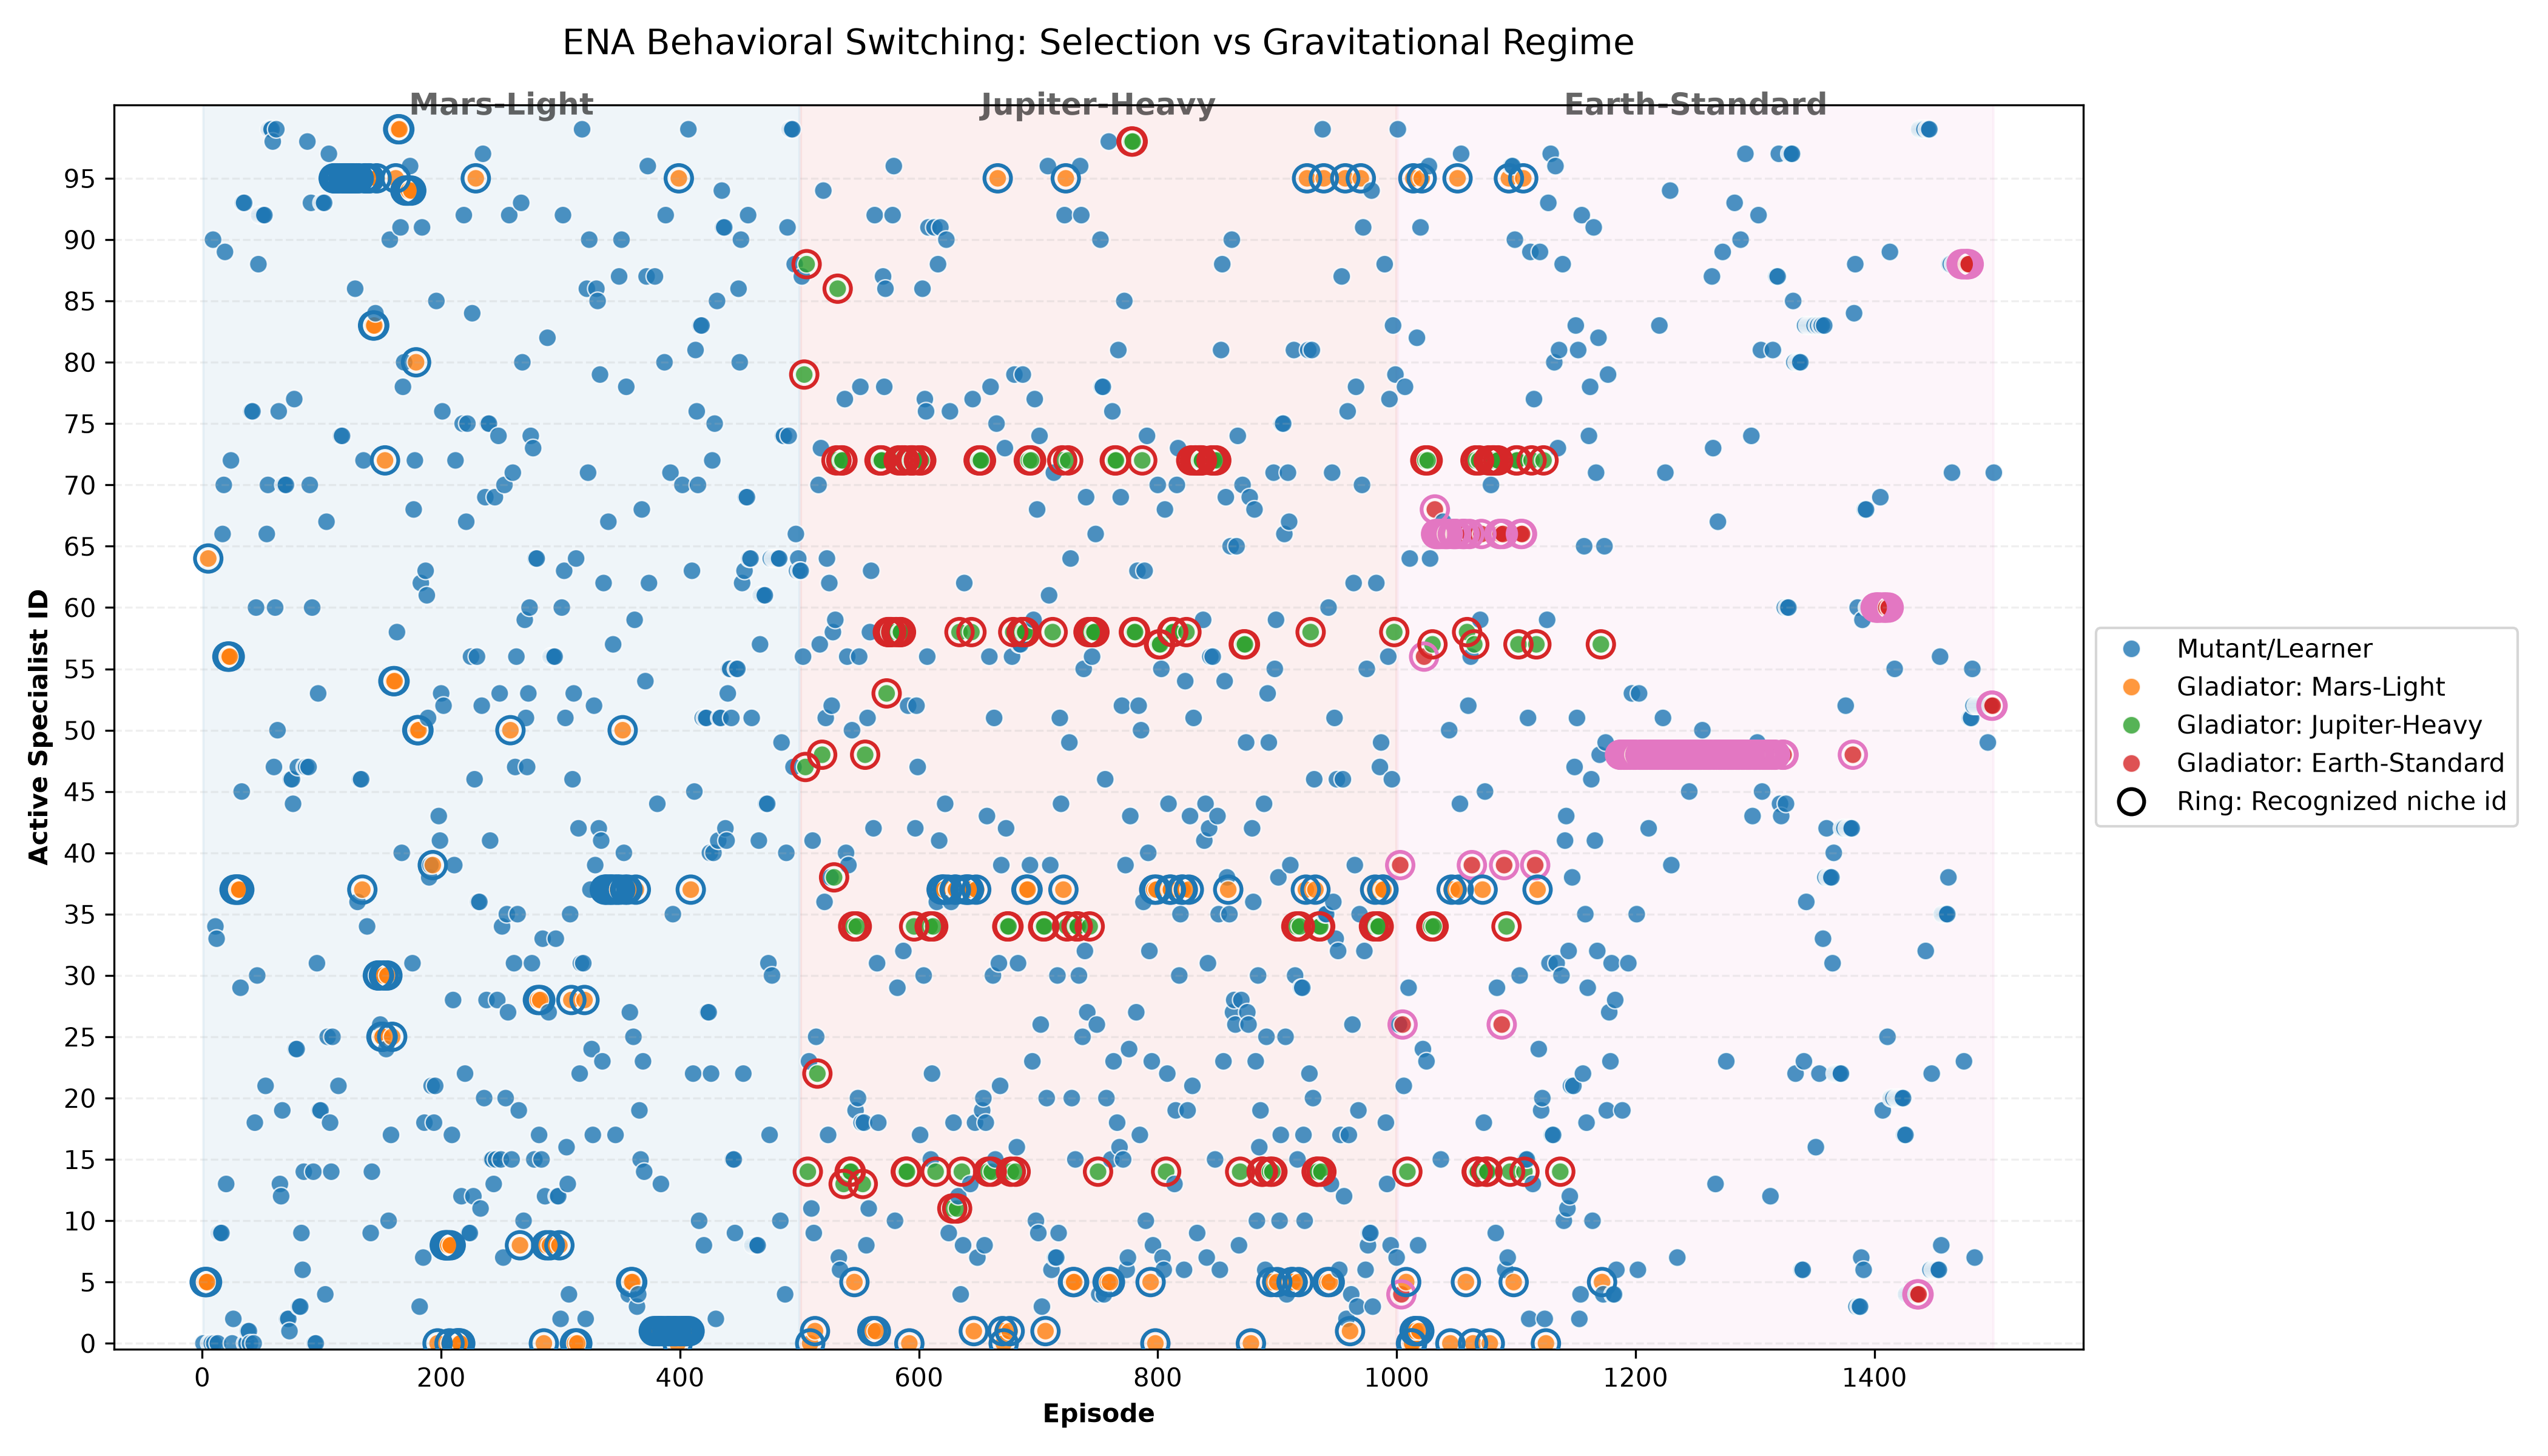 ENA Behavioral Switching: Selection vs Gravitational Regime
Mars-Light
Jupiter-Heavy
Earth-Standard
Active Specialist ID
95
90
85
80
75
70
65
60
55
50
45
40
35
30
25
20
15
10
5
0
0
200
400
600
800
1000
1200
1400
Episode
Mutant/Learner
Gladiator: Mars-Light
Gladiator: Jupiter-Heavy
Gladiator: Earth-Standard
Ring: Recognized niche id